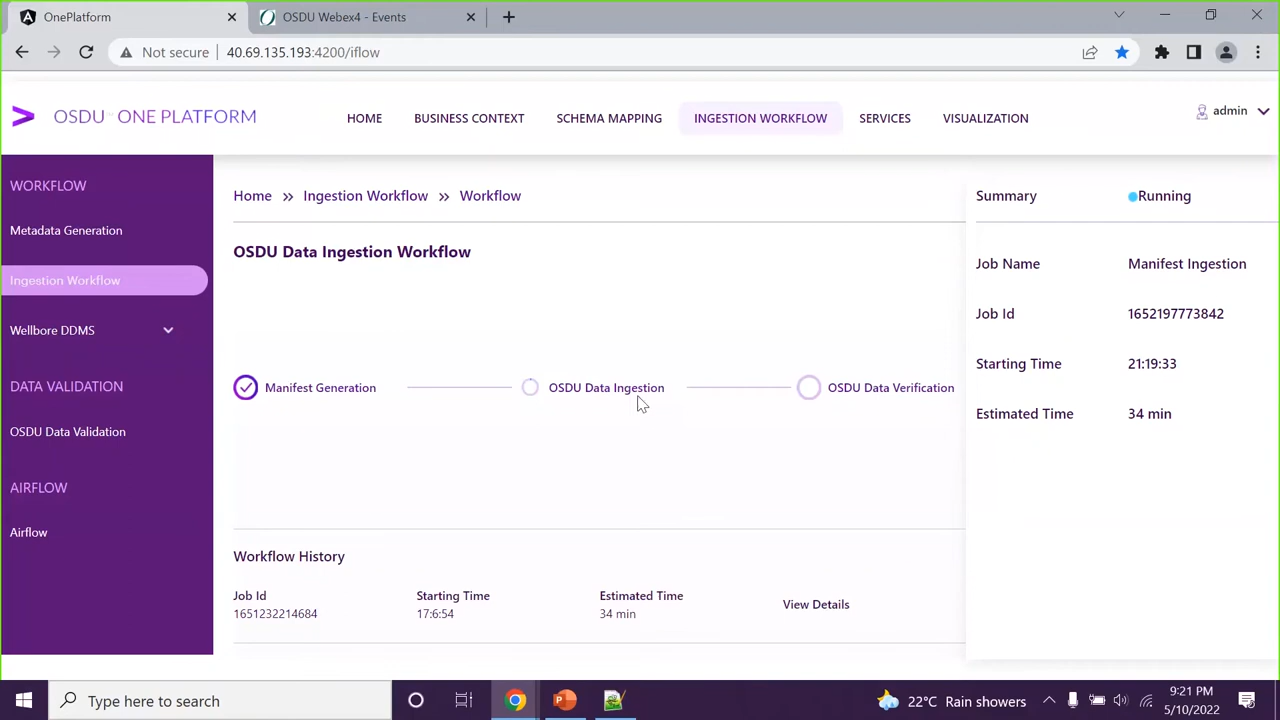 OnePlatform
OSDU Webex4 - Events
Not secure
40.69.135.193:4200/iflow
OSDU™ ONE PLATFORM
HOME
BUSINESS CONTEXT
SCHEMA MAPPING
INGESTION WORKFLOW
SERVICES
VISUALIZATION
admin
WORKFLOW
Metadata Generation
Ingestion Workflow
Wellbore DDMS
DATA VALIDATION
OSDU Data Validation
AIRFLOW
Airflow
Home » Ingestion Workflow » Workflow
OSDU Data Ingestion Workflow
Manifest Generation
OSDU Data Ingestion
OSDU Data Verification
Workflow History
Job Id
1651232214684
Starting Time
17:6:54
Estimated Time
34 min
View Details
Summary
Running
Job Name
Manifest Ingestion
Job Id
1652197773842
Starting Time
21:19:33
Estimated Time
34 min
Type here to search
22°C Rain showers
9:21 PM
5/10/2022